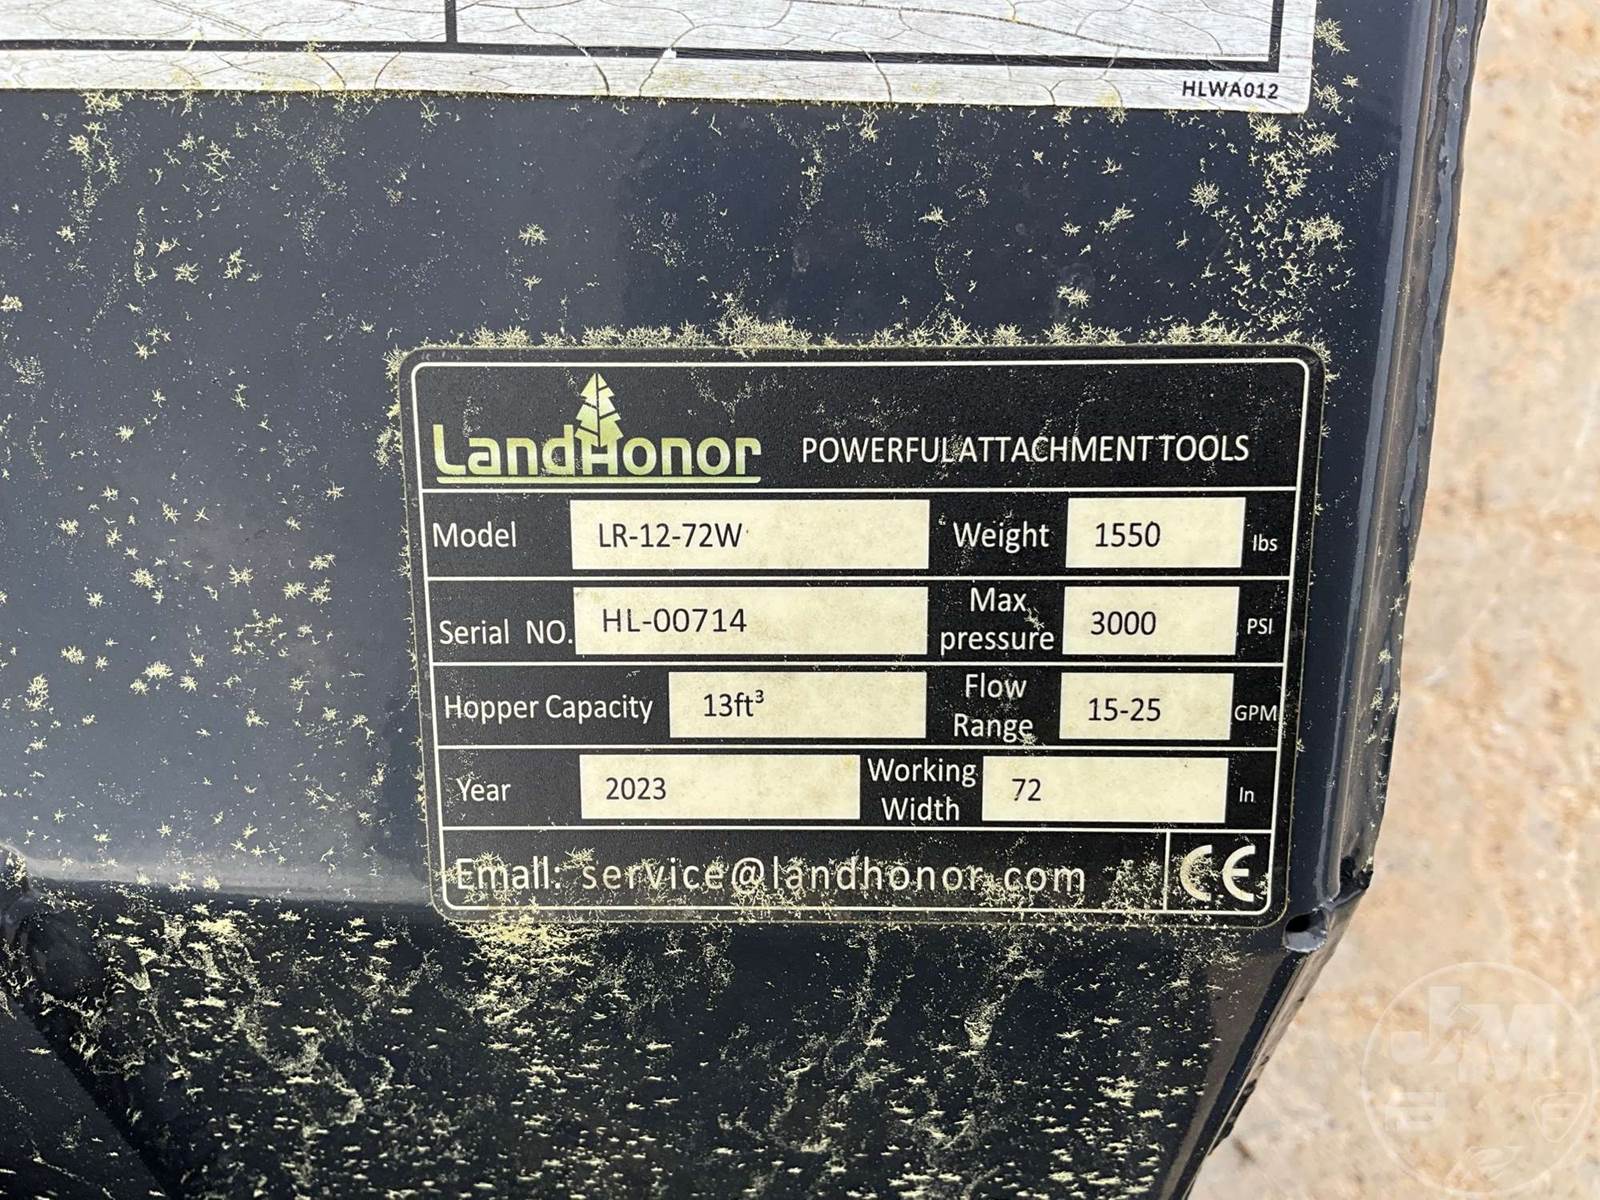 HLWA012
LandHonor POWERFUL ATTACHMENT TOOLS
Model LR-12-72W Weight 1550 lbs
Serial NO. HL-00714 Max pressure 3000 PSI
Hopper Capacity 13ft³ Flow Range 15-25 GPM
Year 2023 Working Width 72 In
Emall: service@landhonor.com CE
JM